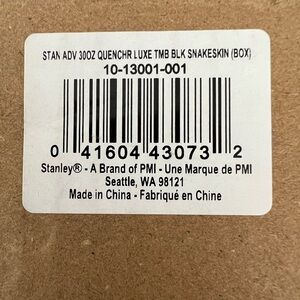 STAN ADV 30OZ QUENCHR LUXE TMB BLK SNAKESKIN (BOX)
10-13001-001
0 41604 43073 2
Stanley® - A Brand of PMI - Une Marque de PMI
Seattle, WA 98121
Made in China - Fabriqué en Chine